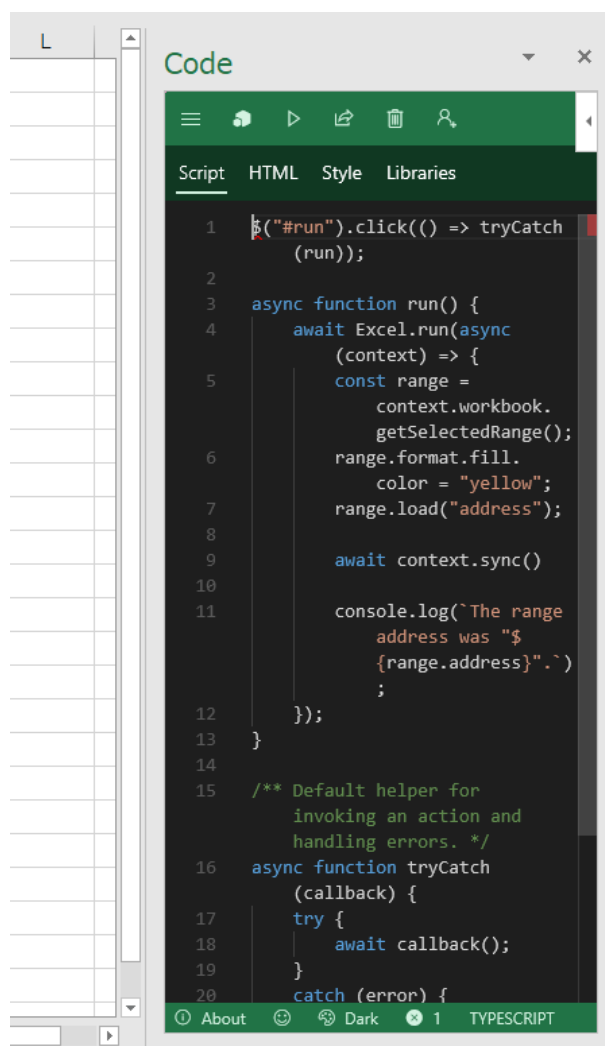 L
Code
Script HTML Style Libraries
1 $("#run").click(() => tryCatch
(run));
2
3 async function run() {
4 await Excel.run(async
(context) => {
5 const range =
context.workbook.
getSelectedRange();
6 range.format.fill.
color = "yellow";
7 range.load("address");
8
9 await context.sync()
10
11 console.log(`The range
address was "$
{range.address}".`)
;
12 });
13 }
14
15 /** Default helper for
invoking an action and
handling errors. */
16 async function tryCatch
(callback) {
17 try {
18 await callback();
19 }
20 catch (error) {
About Dark 1 TYPESCRIPT